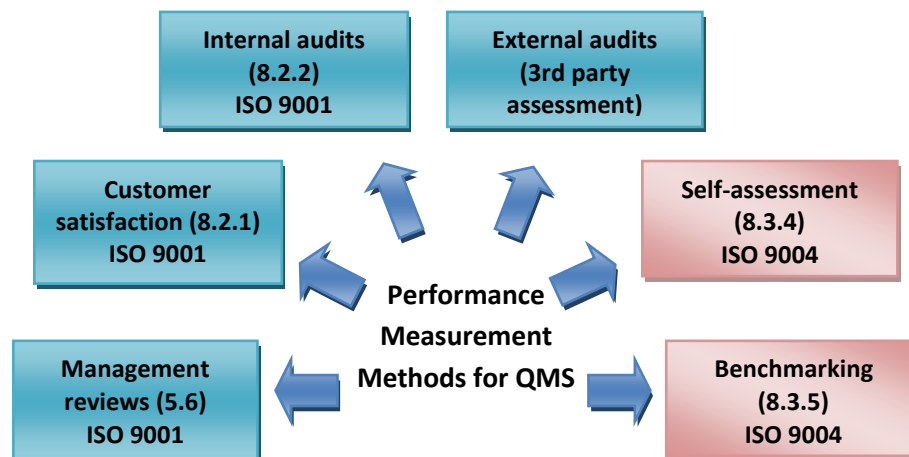 Internal audits
(8.2.2)
ISO 9001
External audits
(3rd party
assessment)
Customer
satisfaction (8.2.1)
ISO 9001
Self-assessment
(8.3.4)
ISO 9004
Performance
Measurement
Methods for QMS
Management
reviews (5.6)
ISO 9001
Benchmarking
(8.3.5)
ISO 9004